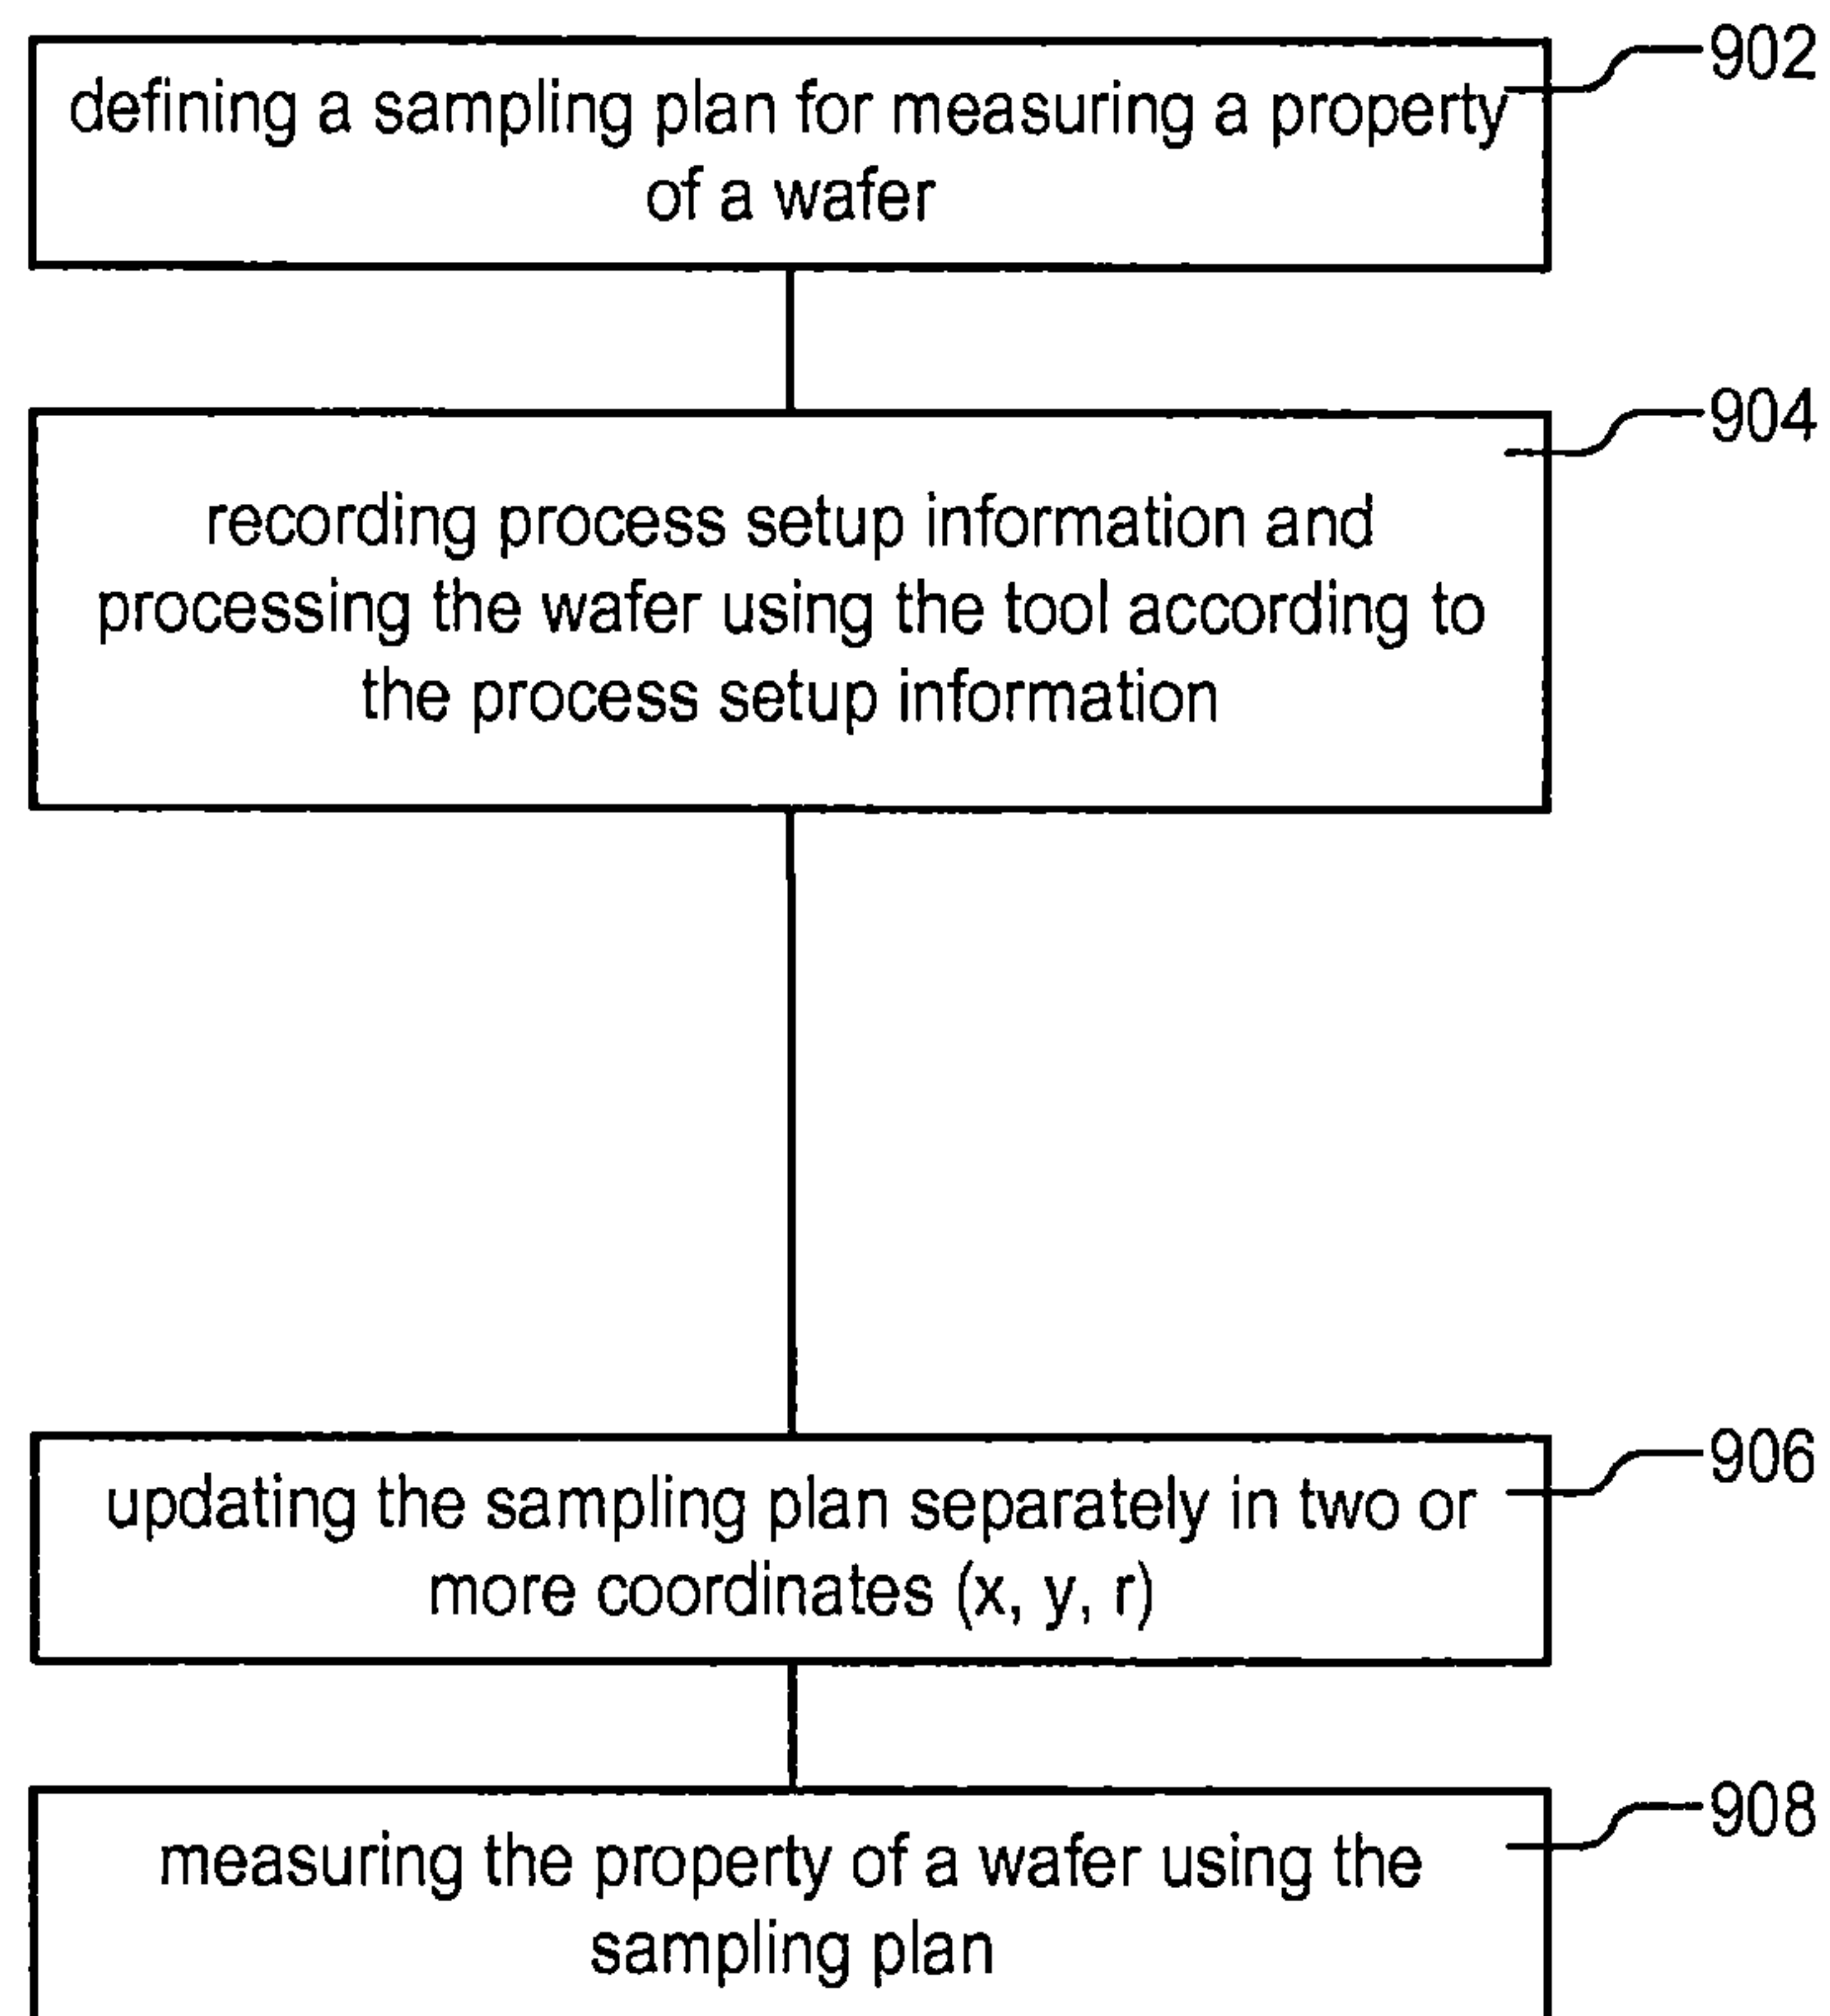 902
defining a sampling plan for measuring a property
of a wafer
904
recording process setup information and
processing the wafer using the tool according to
the process setup information
906
updating the sampling plan separately in two or
more coordinates (x, y, r)
908
measuring the property of a wafer using the
sampling plan